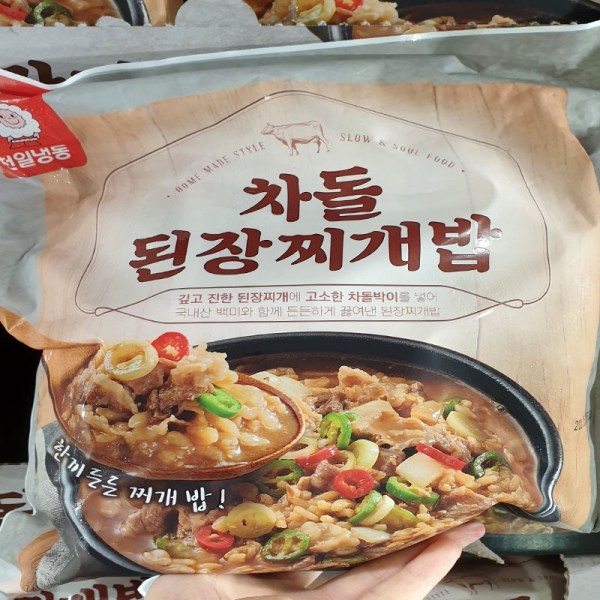 천일냉동
HOME MADE STYLE
SLOW & SOUL FOOD
차돌
된장찌개밥
깊고 진한 된장찌개에 고소한 차돌박이를 넣어
국내산 백미와 함께 든든하게 끓여낸 된장찌개밥
한끼 듬뿍 찌개밥!